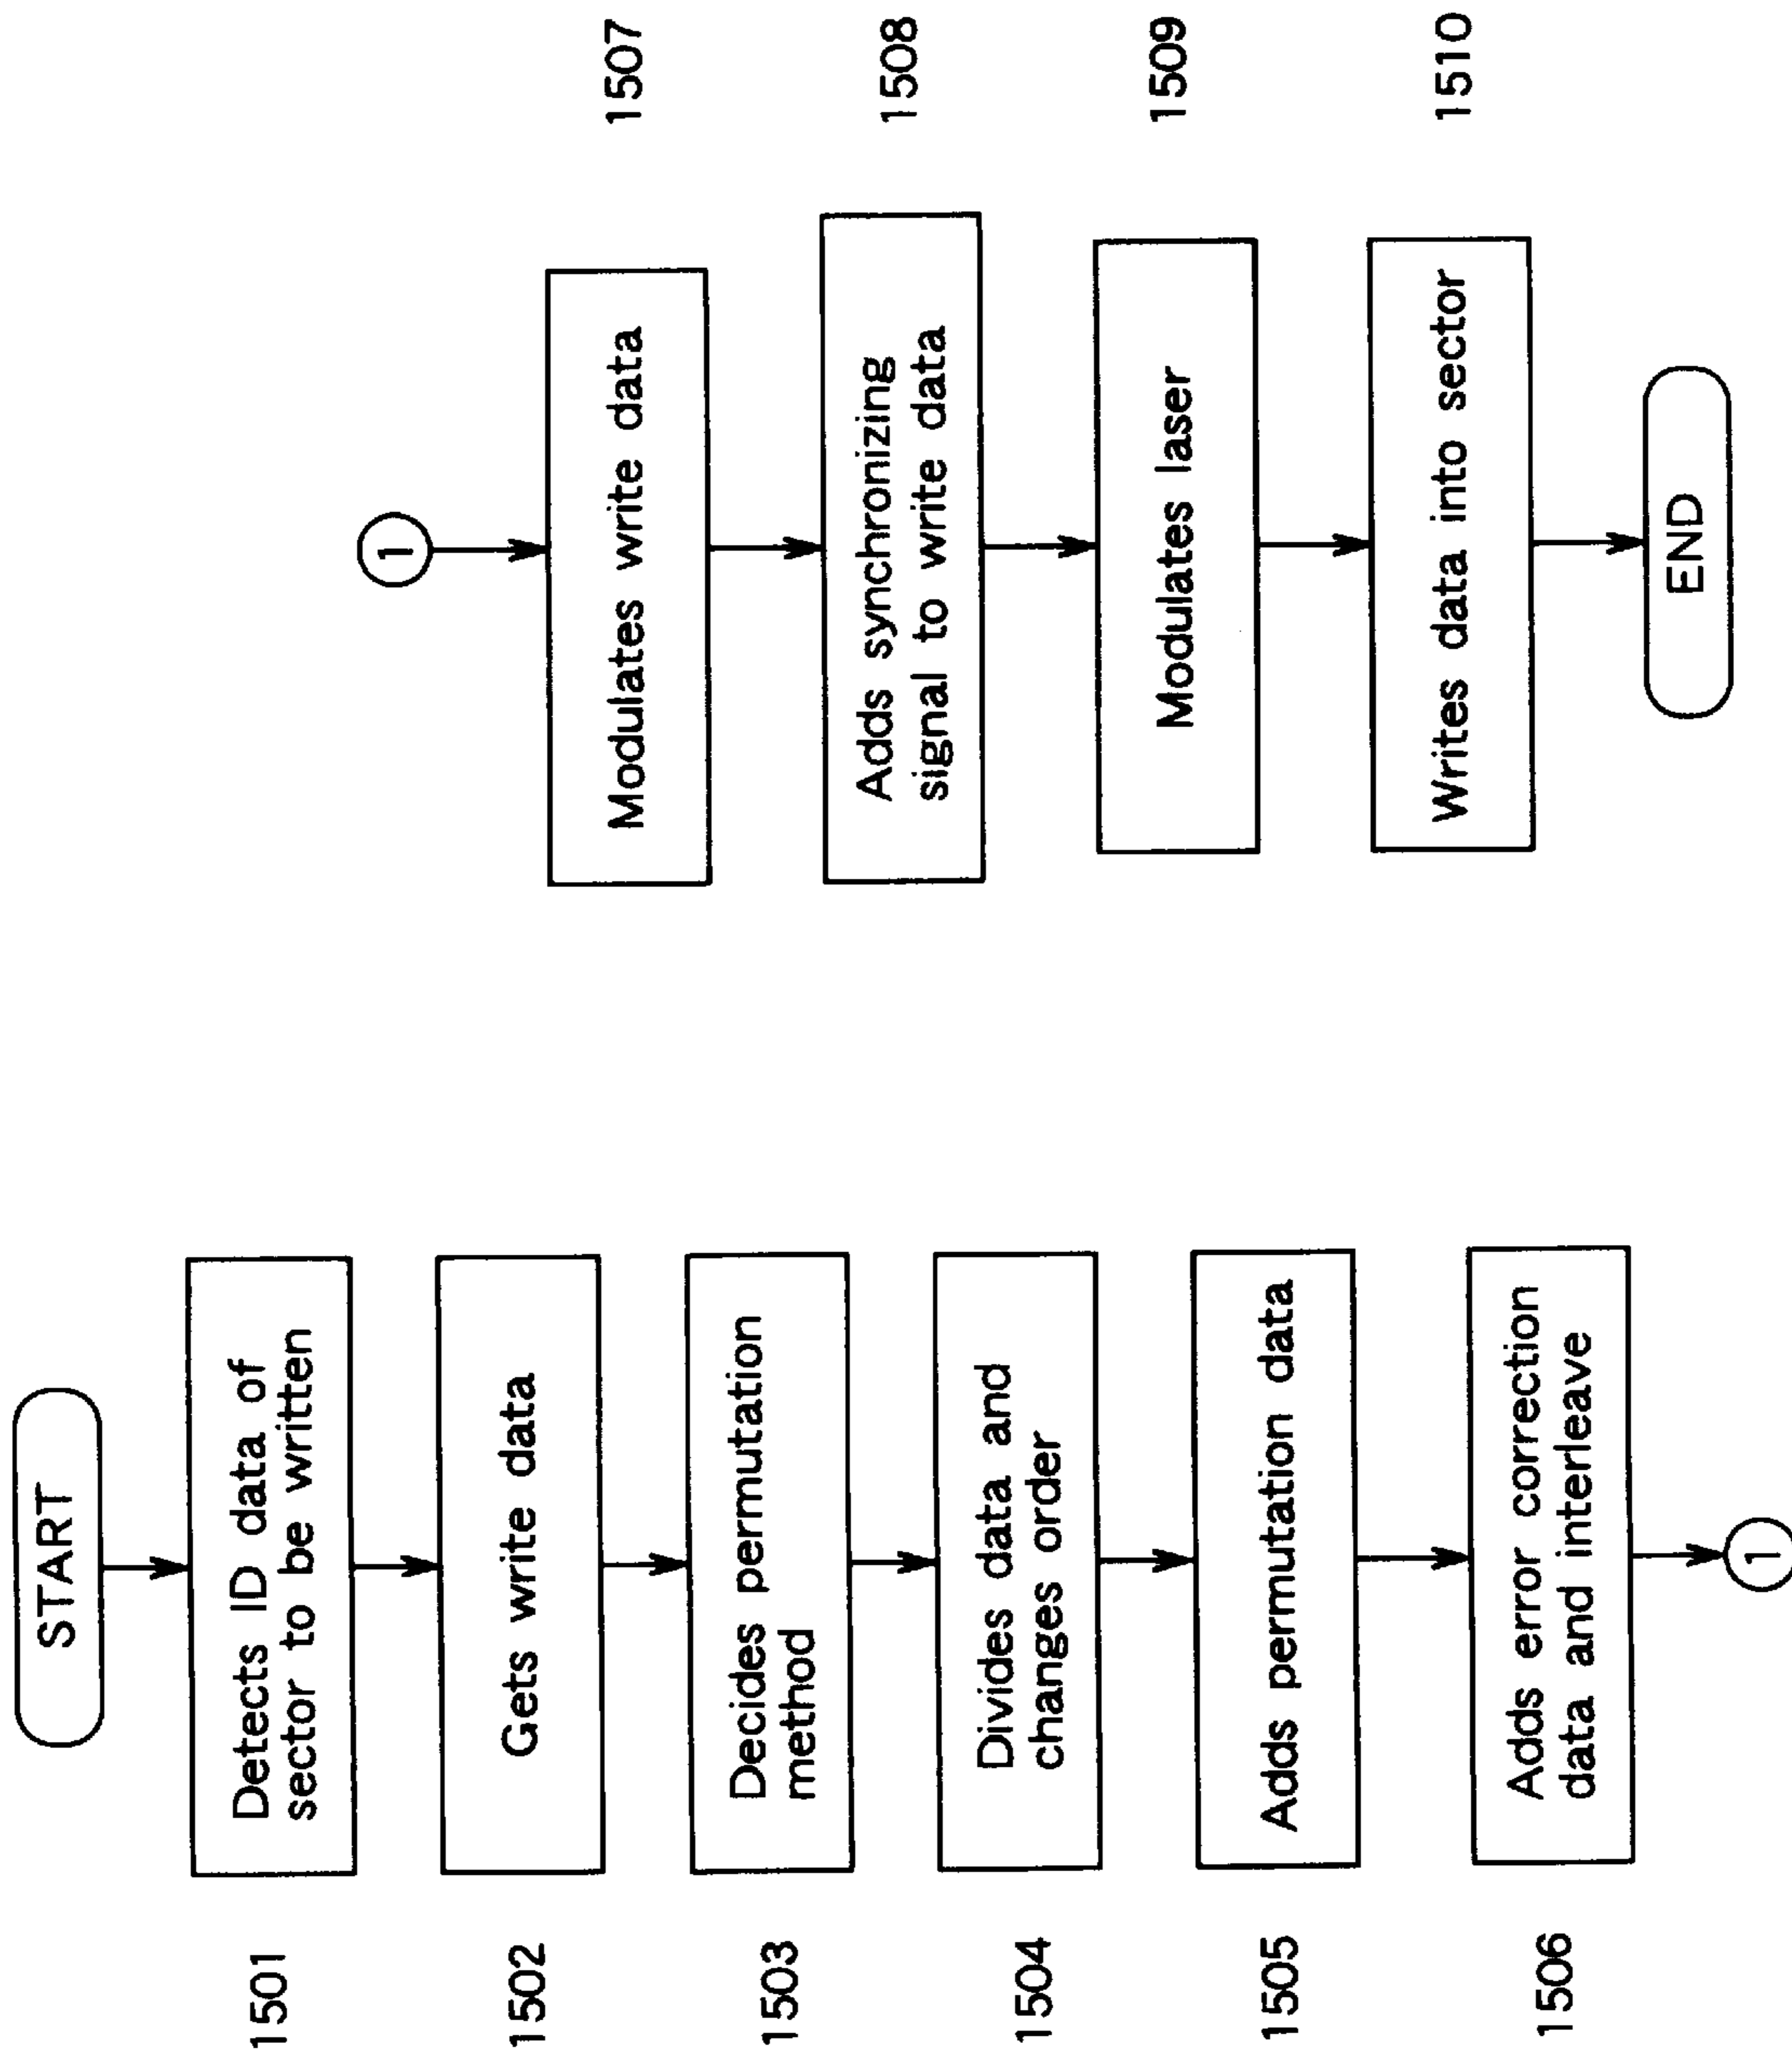 START
1501
Detects ID data of
sector to be written
1502
Gets write data
1503
Decides permutation
method
1504
Divides data and
changes order
1505
Adds permutation data
1506
Adds error correction
data and interleave
1
1
Modulates write data
1507
Adds synchronizing
signal to write data
1508
Modulates laser
1509
Writes data into sector
1510
END